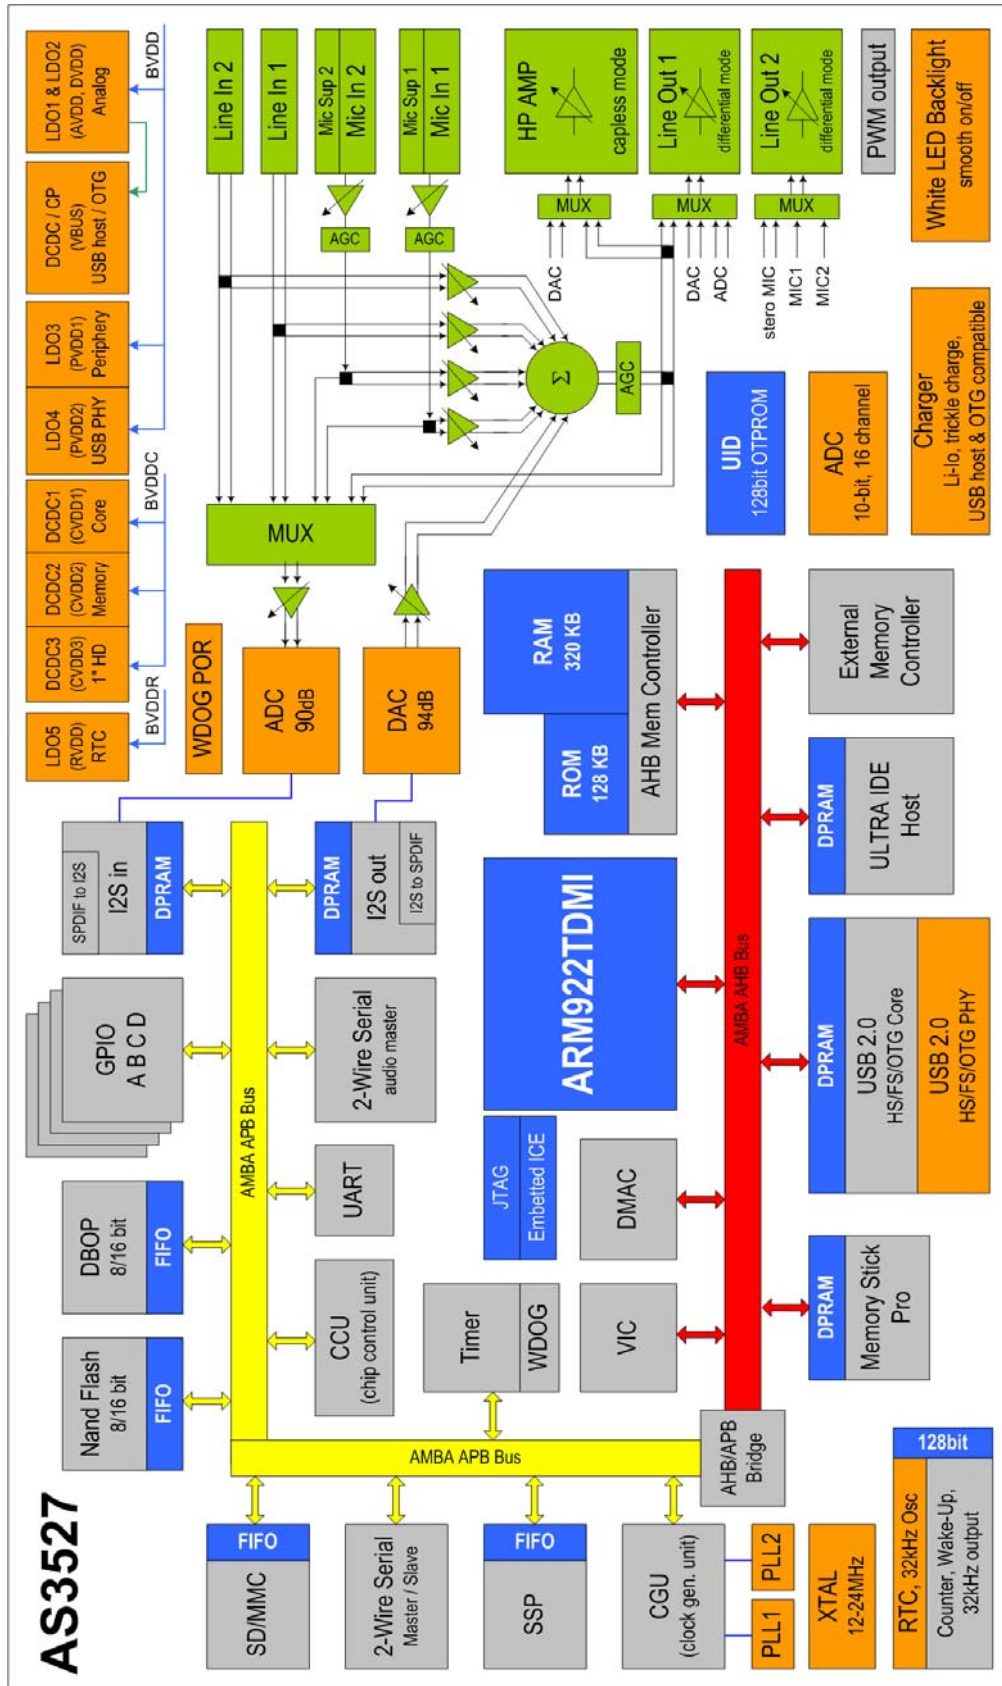 AS3527
Nand Flash
8/16 bit
FIFO
DBOP
8/16 bit
FIFO
GPIO
A B C D
SPDIF to I2S
I2S in
DPRAM
LDO5
(RVDD)
RTC
BVDDR
DCDC3
(CVDD3)
1" HD
DCDC2
(CVDD2)
Memory
DCDC1
(CVDD1)
Core
BVDDC
LDO4
(PVDD2)
USB PHY
LDO3
(PVDD1)
Periphery
DCDC / CP
(VBUS)
USB host / OTG
LDO1 & LDO2
(AVDD, DVDD)
Analog
BVDD
AMBA APB Bus
WDOG POR
ADC
90dB
MUX
Line In 2
Line In 1
Mic Sup 2
Mic In 2
Mic Sup 1
Mic In 1
AGC
AGC
SD/MMC
FIFO
2-Wire Serial
Master / Slave
SSP
FIFO
CGU
(clock gen. unit)
AMBA APB Bus
CCU
(chip control unit)
UART
2-Wire Serial
audio master
DPRAM
I2S out
I2S to SPDIF
DAC
94dB
Timer
WDOG
VIC
DMAC
JTAG
Embetted ICE
ARM922TDMI
ROM
128 KB
RAM
320 KB
AHB Mem Controller
Σ
AGC
DAC
MUX
HP AMP
capless mode
DAC
ADC
MUX
Line Out 1
differential mode
stero MIC
MIC1
MIC2
MUX
Line Out 2
differential mode
AHB/APB
Bridge
AMBA AHB Bus
PLL1
PLL2
XTAL
12-24MHz
RTC, 32kHz Osc
128bit
Counter, Wake-Up,
32kHz output
DPRAM
Memory Stick
Pro
DPRAM
USB 2.0
HS/FS/OTG Core
USB 2.0
HS/FS/OTG PHY
DPRAM
ULTRA IDE
Host
External
Memory
Controller
UID
128bit OTPROM
ADC
10-bit, 16 channel
Charger
Li-Io, trickle charge,
USB host & OTG compatible
PWM output
White LED Backlight
smooth on/off